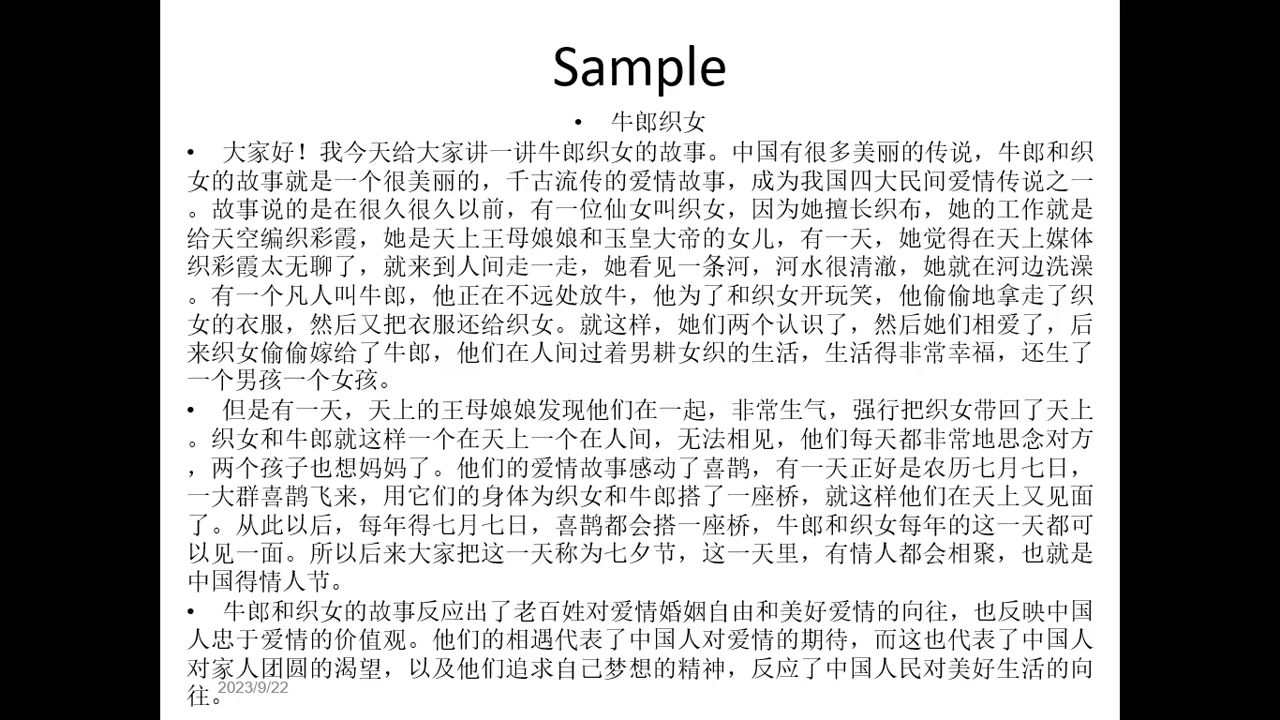 Sample
• 牛郎织女
• 大家好！我今天给大家讲一讲牛郎织女的故事。中国有很多美丽的传说，牛郎和织
女的故事就是一个很美丽的，千古流传的爱情故事，成为我国四大民间爱情传说之一
。故事说的是在很久很久以前，有一位仙女叫织女，因为她擅长织布，她的工作就是
给天空编织彩霞，她是天上王母娘娘和玉皇大帝的女儿，有一天，她觉得在天上媒体
织彩霞太无聊了，就来到人间走一走，她看见一条河，河水很清澈，她就在河边洗澡
。有一个凡人叫牛郎，他正在不远处放牛，他为了和织女开玩笑，他偷偷地拿走了织
女的衣服，然后又把衣服还给织女。就这样，她们两个认识了，然后她们相爱了，后
来织女偷偷嫁给了牛郎，他们在人间过着男耕女织的生活，生活得非常幸福，还生了
一个男孩一个女孩。
• 但是有一天，天上的王母娘娘发现他们在一起，非常生气，强行把织女带回了天上
。织女和牛郎就这样一个在天上一个在人间，无法相见，他们每天都非常地思念对方
，两个孩子也想妈妈了。他们的爱情故事感动了喜鹊，有一天正好是农历七月七日，
一大群喜鹊飞来，用它们的身体为织女和牛郎搭了一座桥，就这样他们在天上又见面
了。从此以后，每年得七月七日，喜鹊都会搭一座桥，牛郎和织女每年的这一天都可
以见一面。所以后来大家把这一天称为七夕节，这一天里，有情人都会相聚，也就是
中国得情人节。
• 牛郎和织女的故事反应出了老百姓对爱情婚姻自由和美好爱情的向往，也反映中国
人忠于爱情的价值观。他们的相遇代表了中国人对爱情的期待，而这也代表了中国人
对家人团圆的渴望，以及他们追求自己梦想的精神，反应了中国人民对美好生活的向
往。
2023/9/22